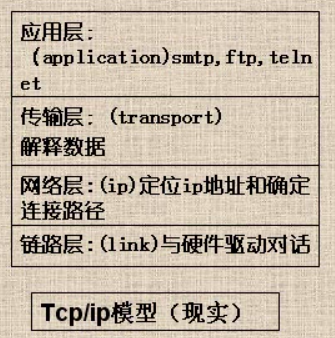 应用层:
(application)smtp,ftp,teln
et
传输层: (transport)
解释数据
网络层:(ip)定位ip地址和确定
连接路径
链路层:(link)与硬件驱动对话
Tcp/ip模型（现实）